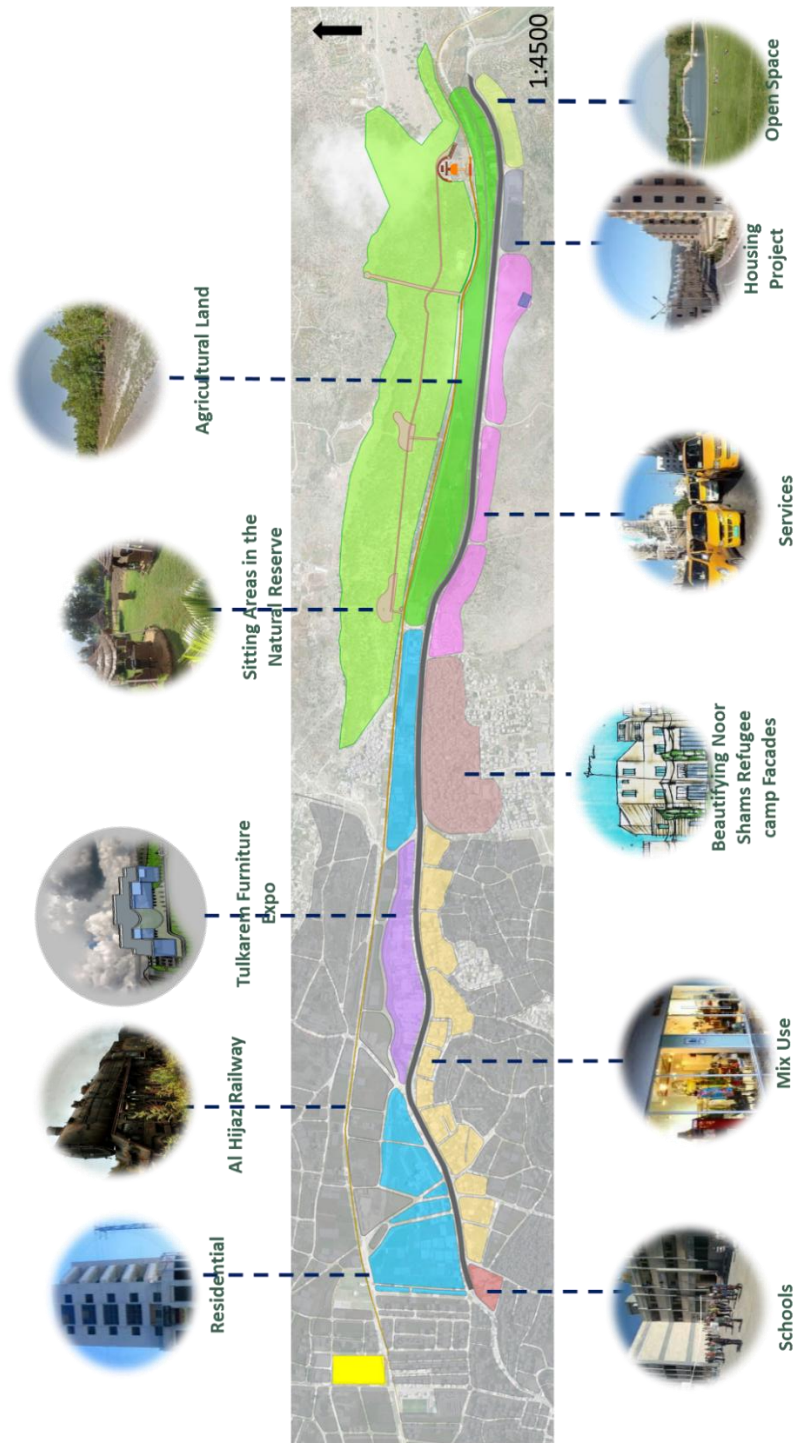 Residential
Al Hijaz Railway
Tulkarem Furniture
Expo
Sitting Areas in the
Natural Reserve
Agricultural Land
1:4500
Schools
Mix Use
Beautifying Noor
Shams Refugee
camp Facades
Services
Housing
Project
Open Space